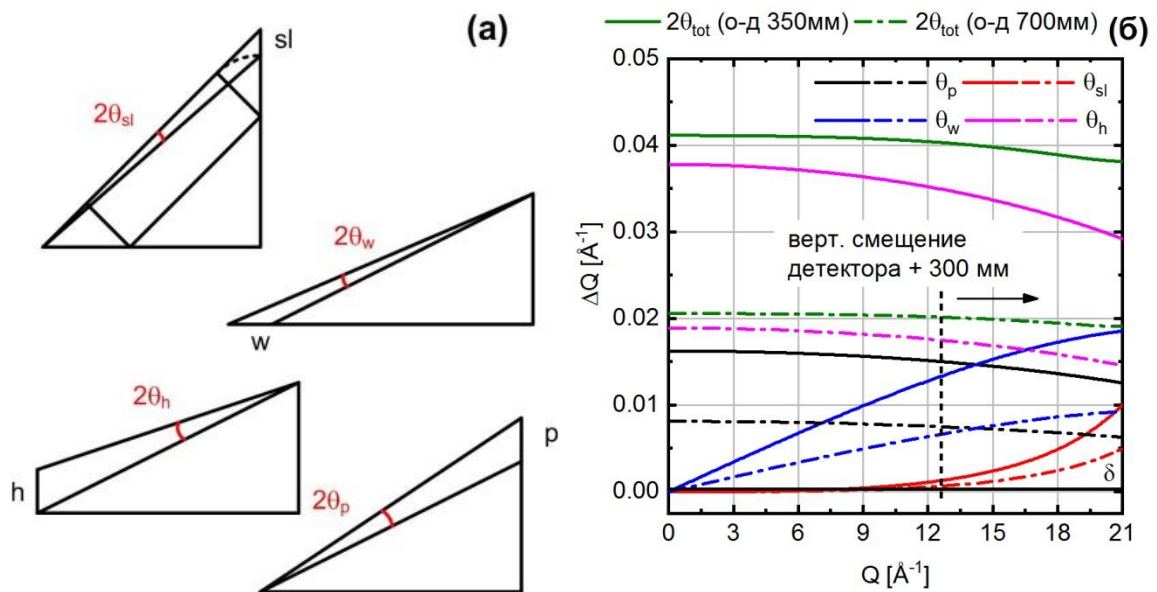 (а)
sl
2θsl
2θw
w
2θh
h
2θp
p
2θtot (о-д 350мм) 2θtot (о-д 700мм) (б)
θp θsl
θw θh
верт. смещение
детектора + 300 мм
δ
ΔQ [Å-1]
0.05
0.04
0.03
0.02
0.01
0.00
0 3 6 9 12 15 18 21
Q [Å-1]